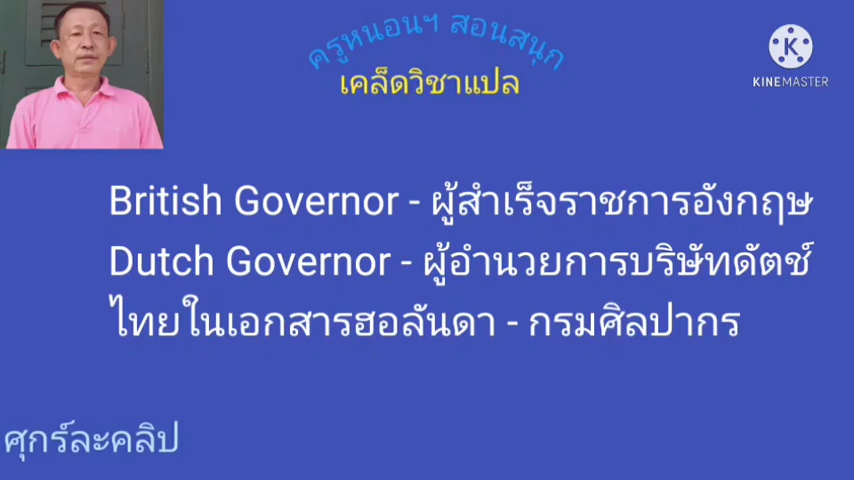 ครูหนอนฯ สอนสนุก
เคล็ดวิชาแปล
K
KINEMASTER
British Governor - ผู้สำเร็จราชการอังกฤษ
Dutch Governor - ผู้อำนวยการบริษัทดัตช์
ไทยในเอกสารฮอลันดา - กรมศิลปากร
ศุกร์ละคลิป